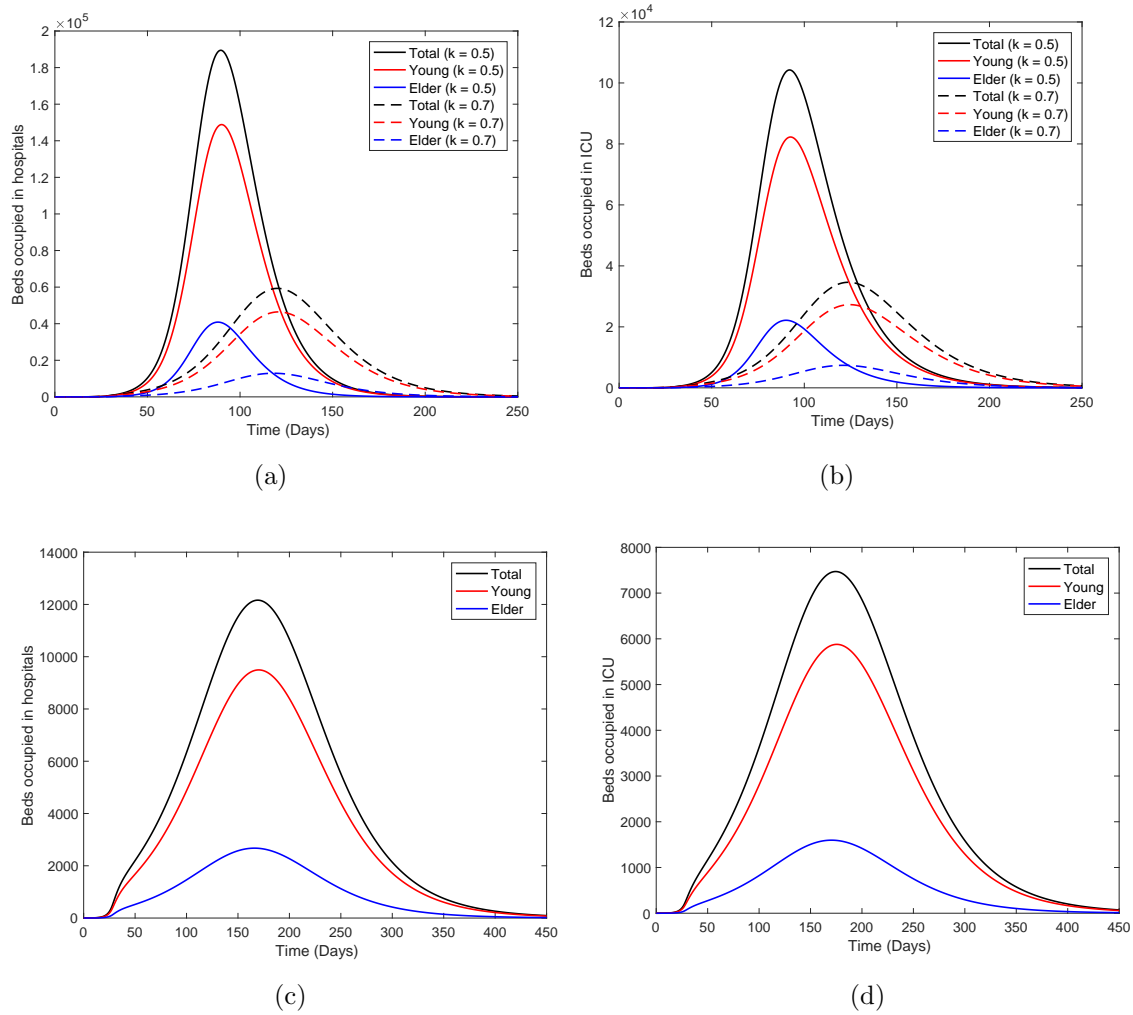 ×10⁵
2
1.8
1.6
1.4
1.2
1
0.8
0.6
0.4
0.2
0
Beds occupied in hospitals
0 50 100 150 200 250
Time (Days)
Total (k = 0.5)
Young (k = 0.5)
Elder (k = 0.5)
Total (k = 0.7)
Young (k = 0.7)
Elder (k = 0.7)
(a)
×10⁴
12
10
8
6
4
2
0
Beds occupied in ICU
0 50 100 150 200 250
Time (Days)
Total (k = 0.5)
Young (k = 0.5)
Elder (k = 0.5)
Total (k = 0.7)
Young (k = 0.7)
Elder (k = 0.7)
(b)
14000
12000
10000
8000
6000
4000
2000
0
Beds occupied in hospitals
0 50 100 150 200 250 300 350 400 450
Time (Days)
Total
Young
Elder
(c)
8000
7000
6000
5000
4000
3000
2000
1000
0
Beds occupied in ICU
0 50 100 150 200 250 300 350 400 450
Time (Days)
Total
Young
Elder
(d)